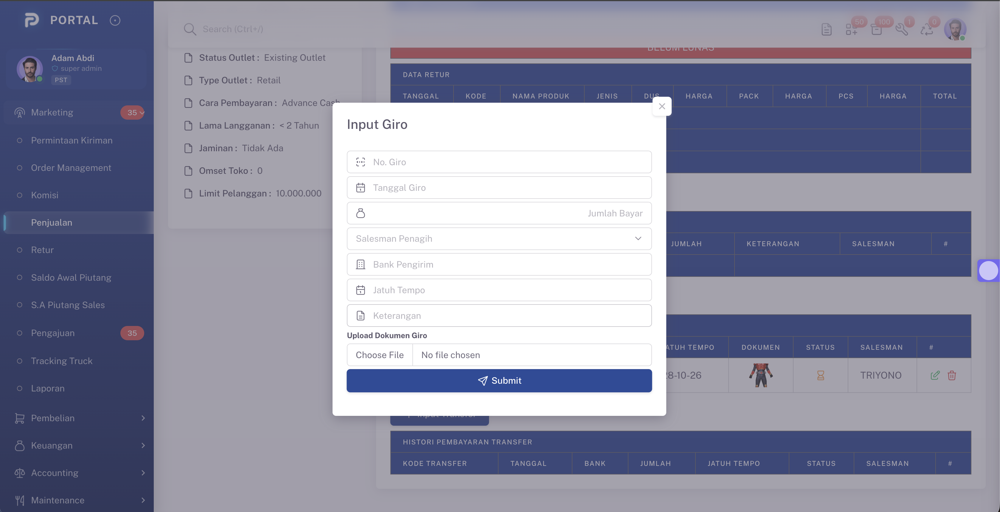 PORTAL
Search (Ctrl+/)
50
100
1
0
Adam Abdi
super admin
PST
Marketing
35
Permintaan Kiriman
Order Management
Komisi
Penjualan
Retur
Saldo Awal Piutang
S.A Piutang Sales
Pengajuan
35
Tracking Truck
Laporan
Pembelian
Keuangan
Accounting
Maintenance
Status Outlet : Existing Outlet
Type Outlet : Retail
Cara Pembayaran : Advance Cash
Lama Langganan : < 2 Tahun
Jaminan : Tidak Ada
Omset Toko : 0
Limit Pelanggan : 10.000.000
BELUM LUNAS
DATA RETUR
TANGGAL KODE NAMA PRODUK JENIS DUS HARGA PACK HARGA PCS HARGA TOTAL
Input Giro
No. Giro
Tanggal Giro
Jumlah Bayar
Salesman Penagih
Bank Pengirim
Jatuh Tempo
Keterangan
Upload Dokumen Giro
Choose File No file chosen
Submit
JUMLAH KETERANGAN SALESMAN #
ATUH TEMPO DOKUMEN STATUS SALESMAN #
28-10-26 TRIYONO
Input Transfer
HISTORI PEMBAYARAN TRANSFER
KODE TRANSFER TANGGAL BANK JUMLAH JATUH TEMPO STATUS SALESMAN #